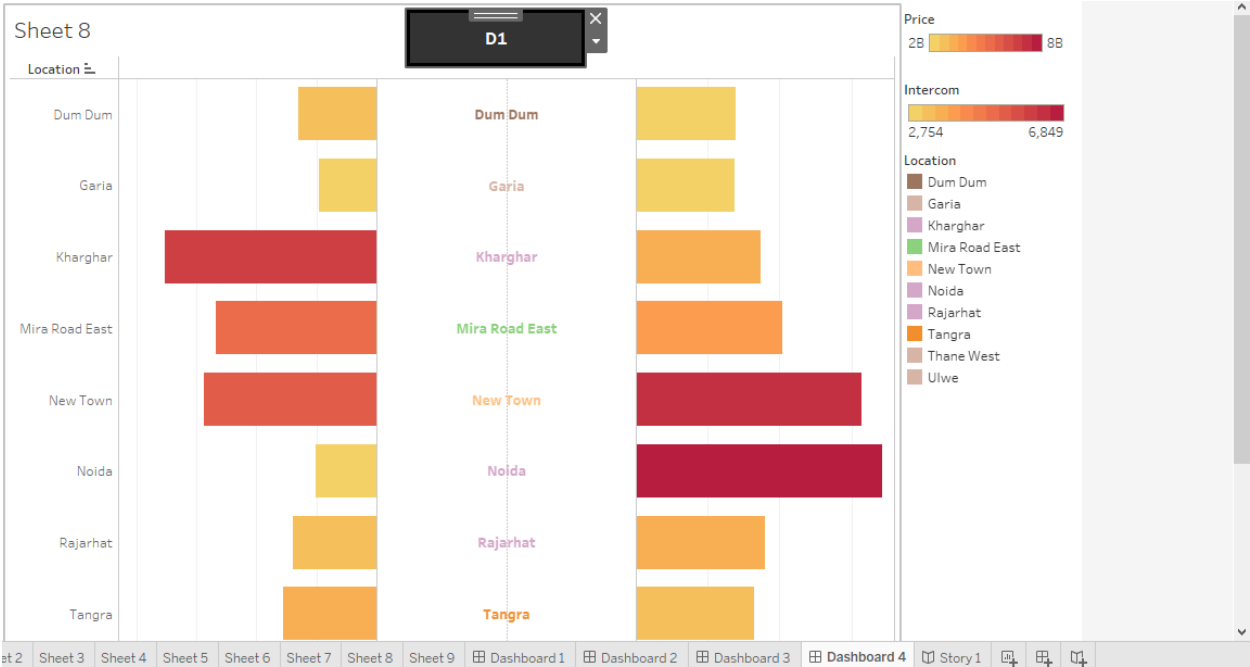 Sheet 8
D1
Location
Dum Dum
Dum Dum
Garia
Garia
Kharghar
Kharghar
Mira Road East
Mira Road East
New Town
New Town
Noida
Noida
Rajarhat
Rajarhat
Tangra
Tangra
Price
2B 8B
Intercom
2,754 6,849
Location
Dum Dum
Garia
Kharghar
Mira Road East
New Town
Noida
Rajarhat
Tangra
Thane West
Ulwe
et 2 Sheet 3 Sheet 4 Sheet 5 Sheet 6 Sheet 7 Sheet 8 Sheet 9 Dashboard 1 Dashboard 2 Dashboard 3 Dashboard 4 Story 1